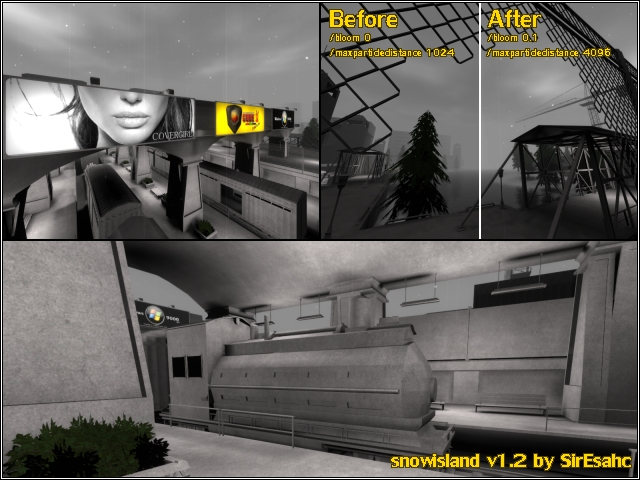 Before
/bloom 0
/maxparticledistance 1024
After
/bloom 0.1
/maxparticledistance 4096
COVERGIRL
snowisland v1.2 by SirEsahc